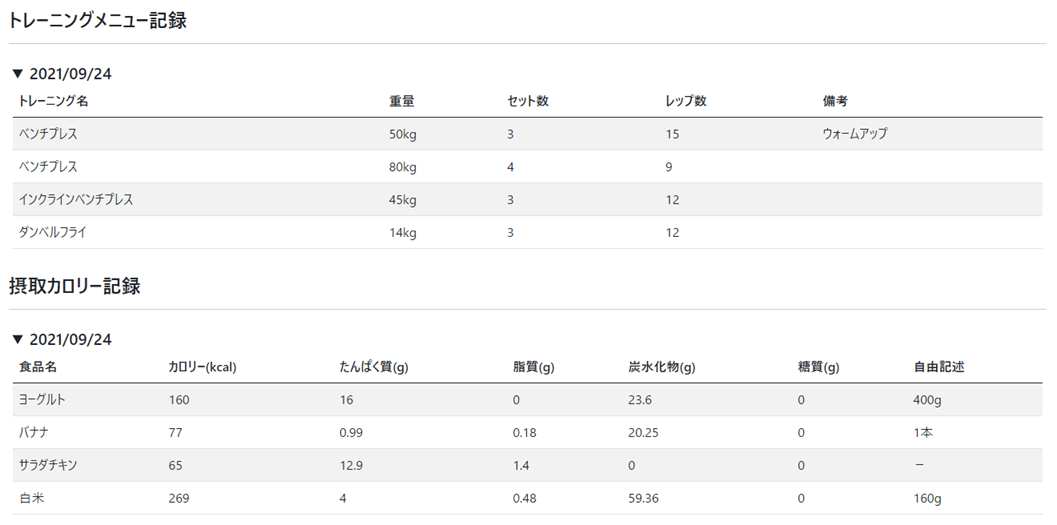 トレーニングメニュー記録
▼ 2021/09/24
トレーニング名 重量 セット数 レップ数 備考
ベンチプレス 50kg 3 15 ウォームアップ
ベンチプレス 80kg 4 9
インクラインベンチプレス 45kg 3 12
ダンベルフライ 14kg 3 12
摂取カロリー記録
▼ 2021/09/24
食品名 カロリー(kcal) たんぱく質(g) 脂質(g) 炭水化物(g) 糖質(g) 自由記述
ヨーグルト 160 16 0 23.6 0 400g
バナナ 77 0.99 0.18 20.25 0 1本
サラダチキン 65 12.9 1.4 0 0 ー
白米 269 4 0.48 59.36 0 160g